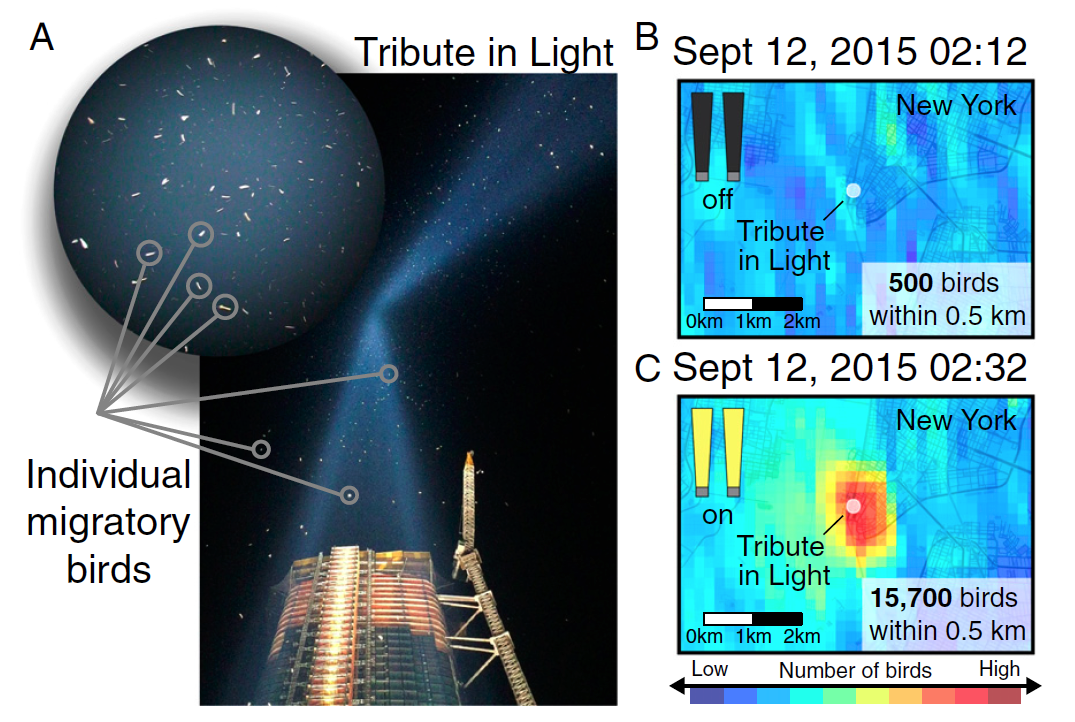 A
Tribute in Light
Individual
migratory
birds
B
Sept 12, 2015 02:12
New York
off
Tribute
in Light
500 birds
within 0.5 km
0km 1km 2km
C
Sept 12, 2015 02:32
New York
on
Tribute
in Light
15,700 birds
within 0.5 km
0km 1km 2km
Low Number of birds High